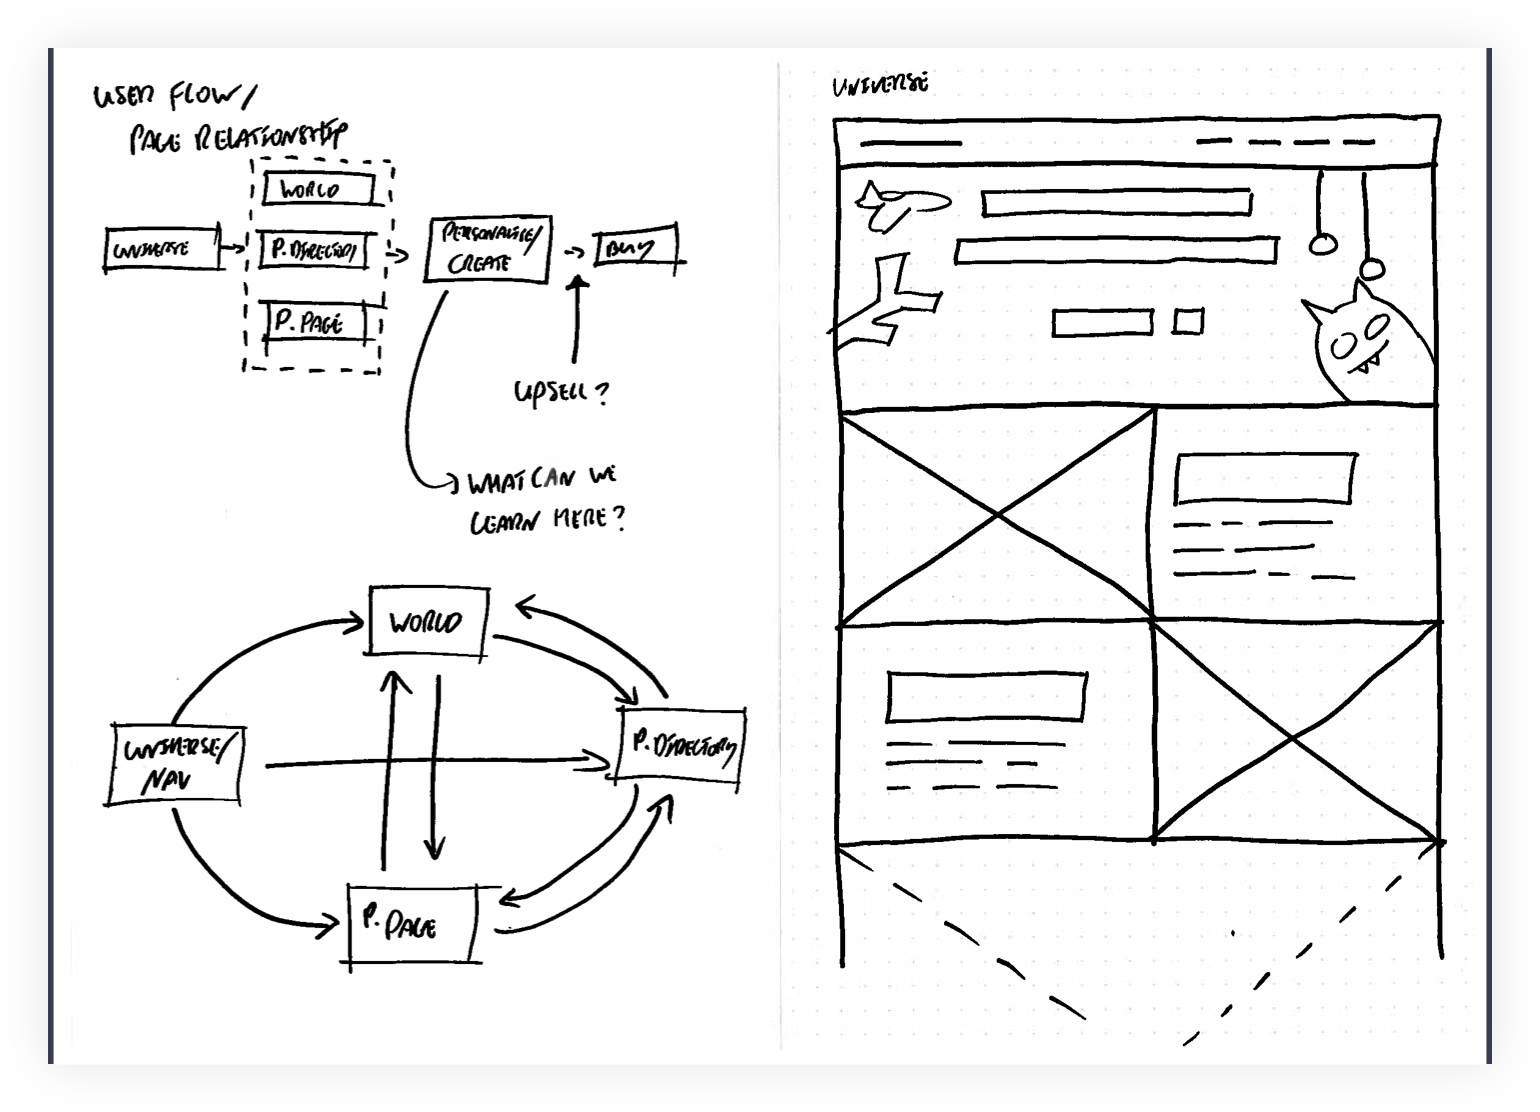 USER FLOW/
PAGE RELATIONSHIP
WORLD
UNIVERSE
P. DIRECTORY
P. PAGE
PERSONALISE/
CREATE
BUY
UPSELL?
WHAT CAN WE
LEARN HERE?
WORLD
UNIVERSE/
NAV
P. DIRECTORY
P. PAGE
UNIVERSE